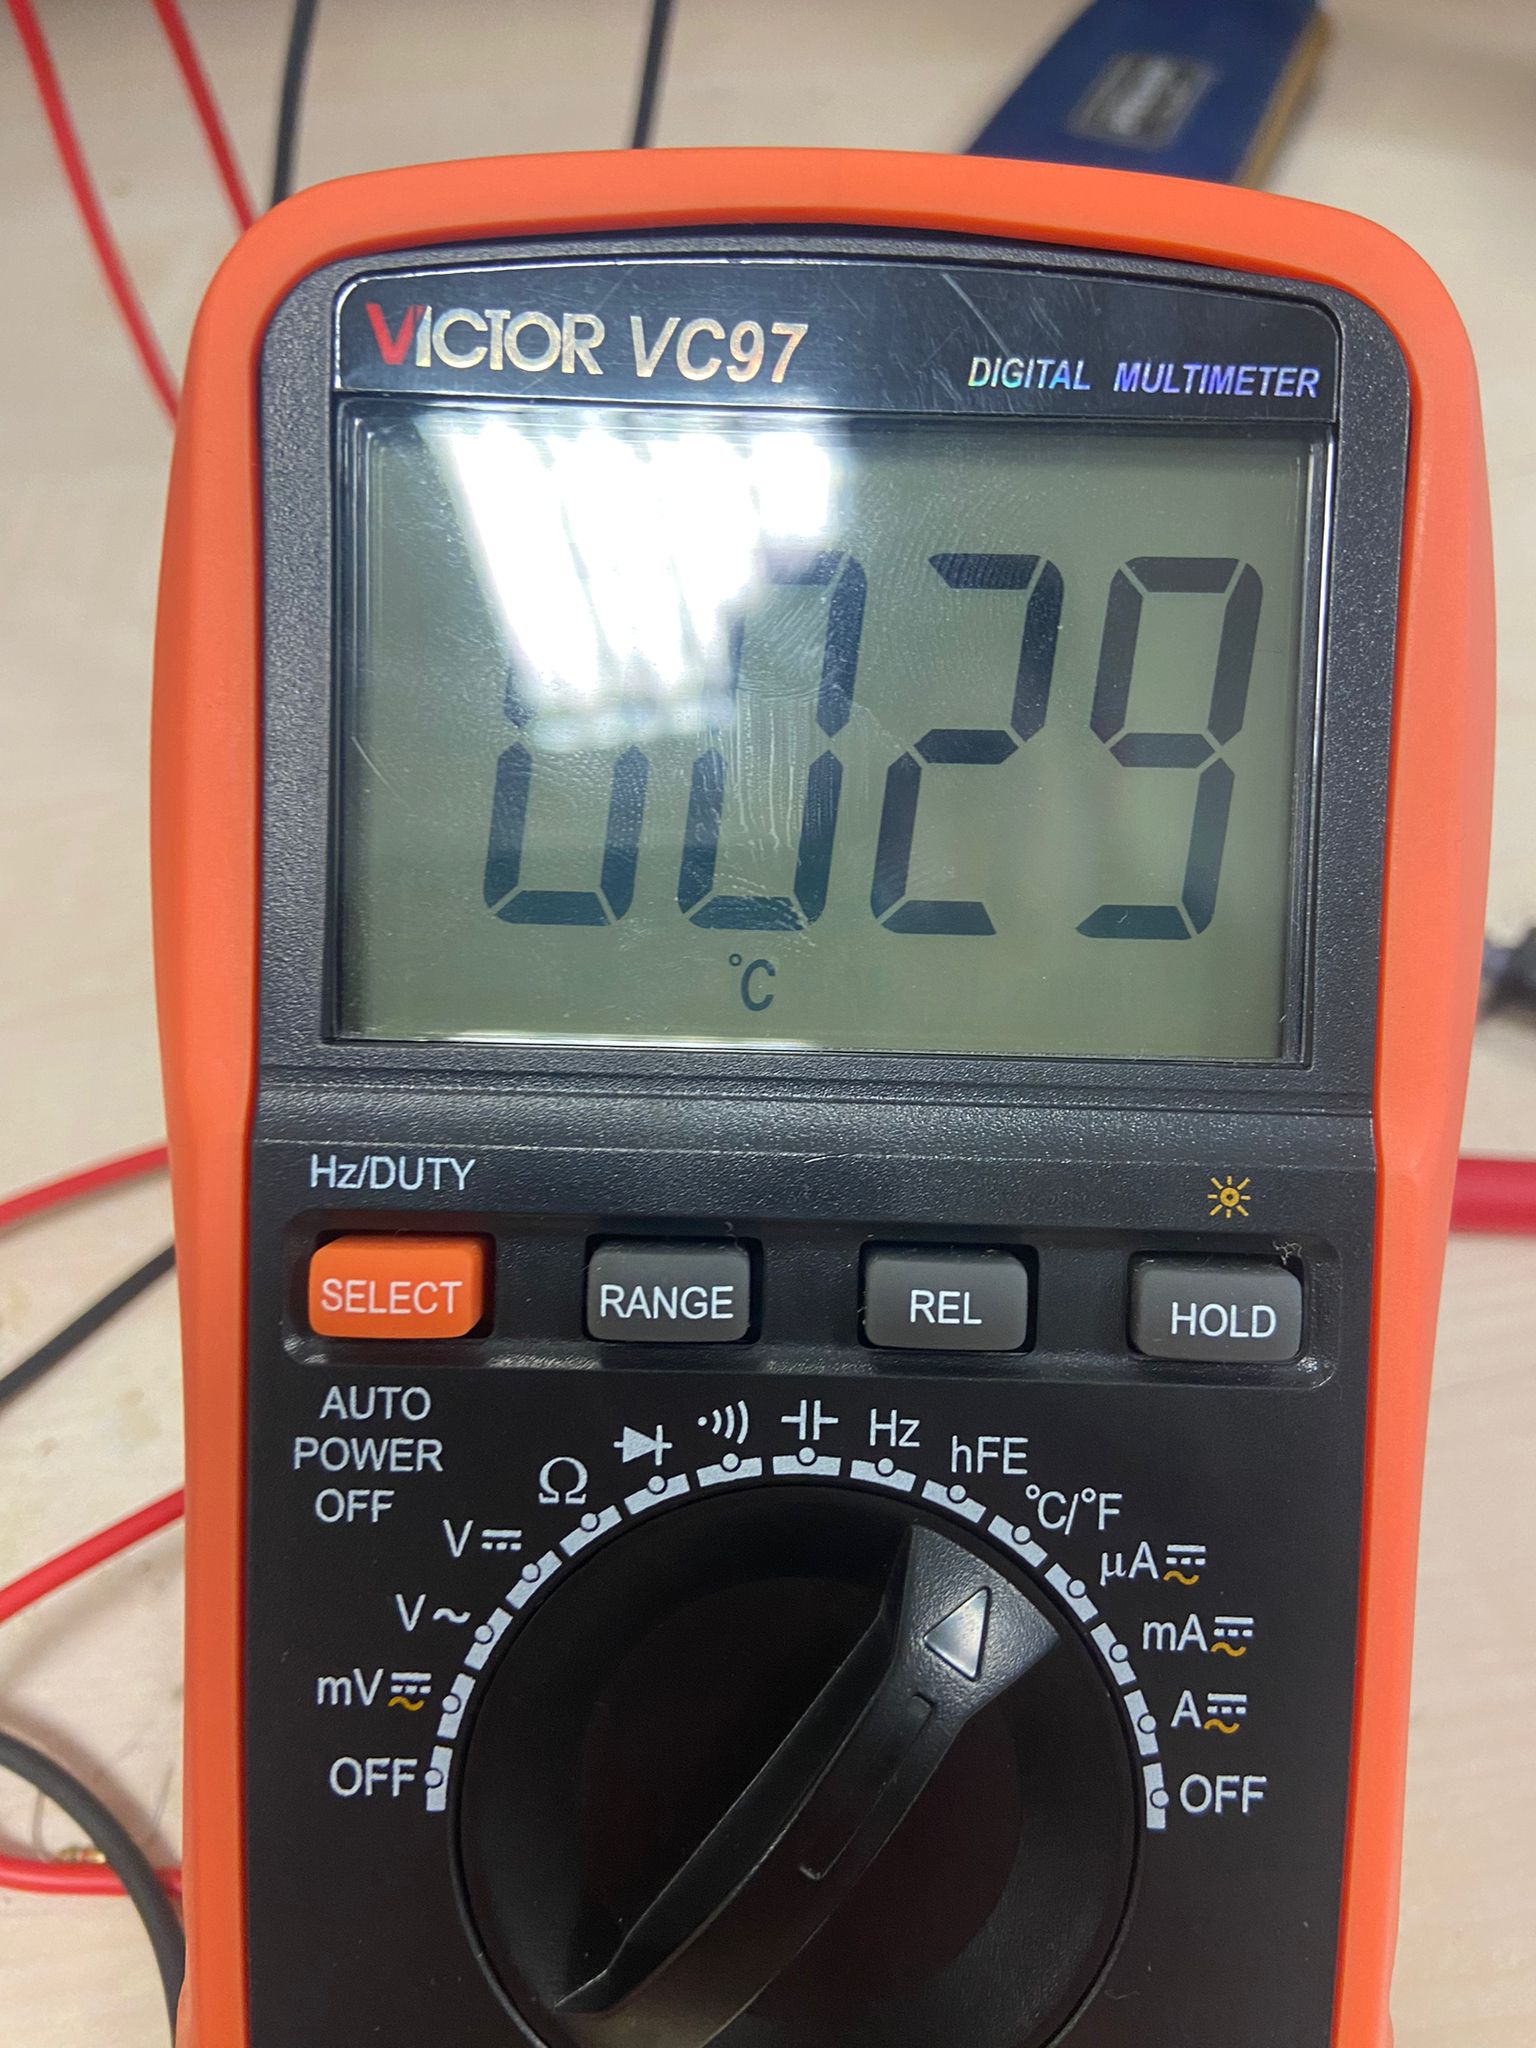 VICTOR VC97
DIGITAL MULTIMETER
0029
°C
Hz/DUTY
SELECT
RANGE
REL
HOLD
AUTO
POWER
OFF
OFF
mV
V~
V
Ω
Hz
hFE
°C/°F
µA
mA
A
OFF